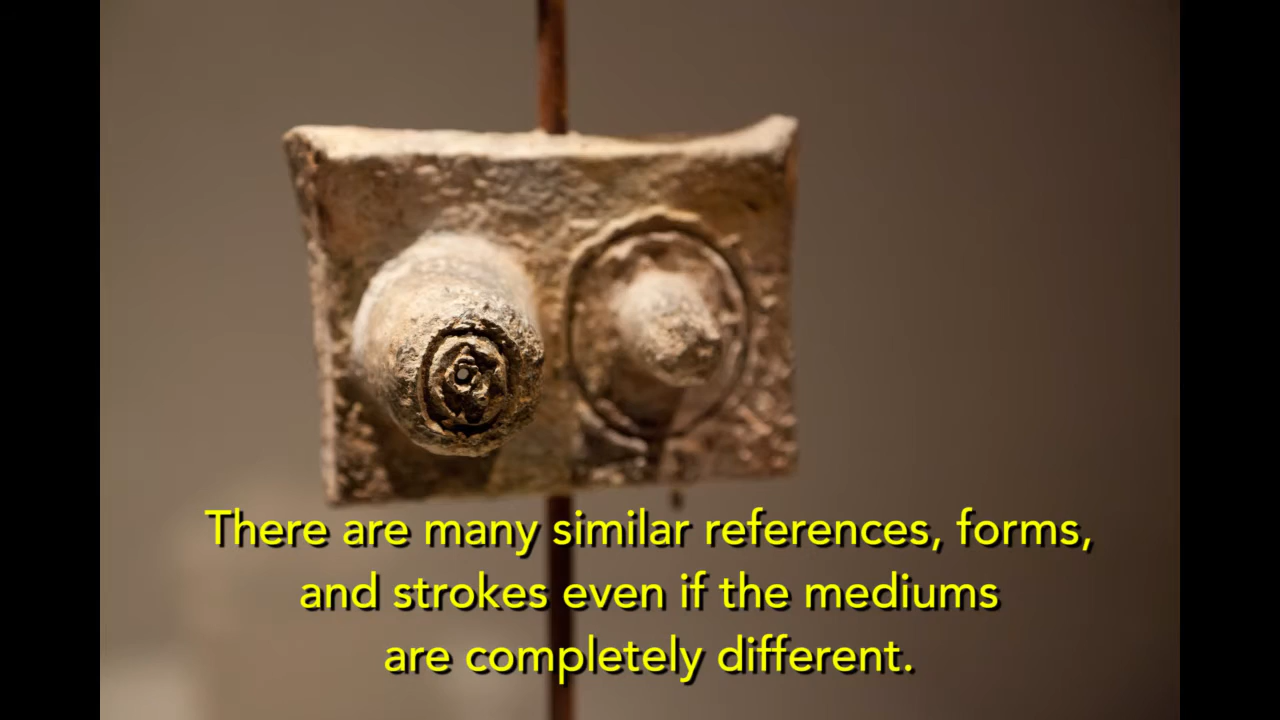 There are many similar references, forms,
and strokes even if the mediums
are completely different.